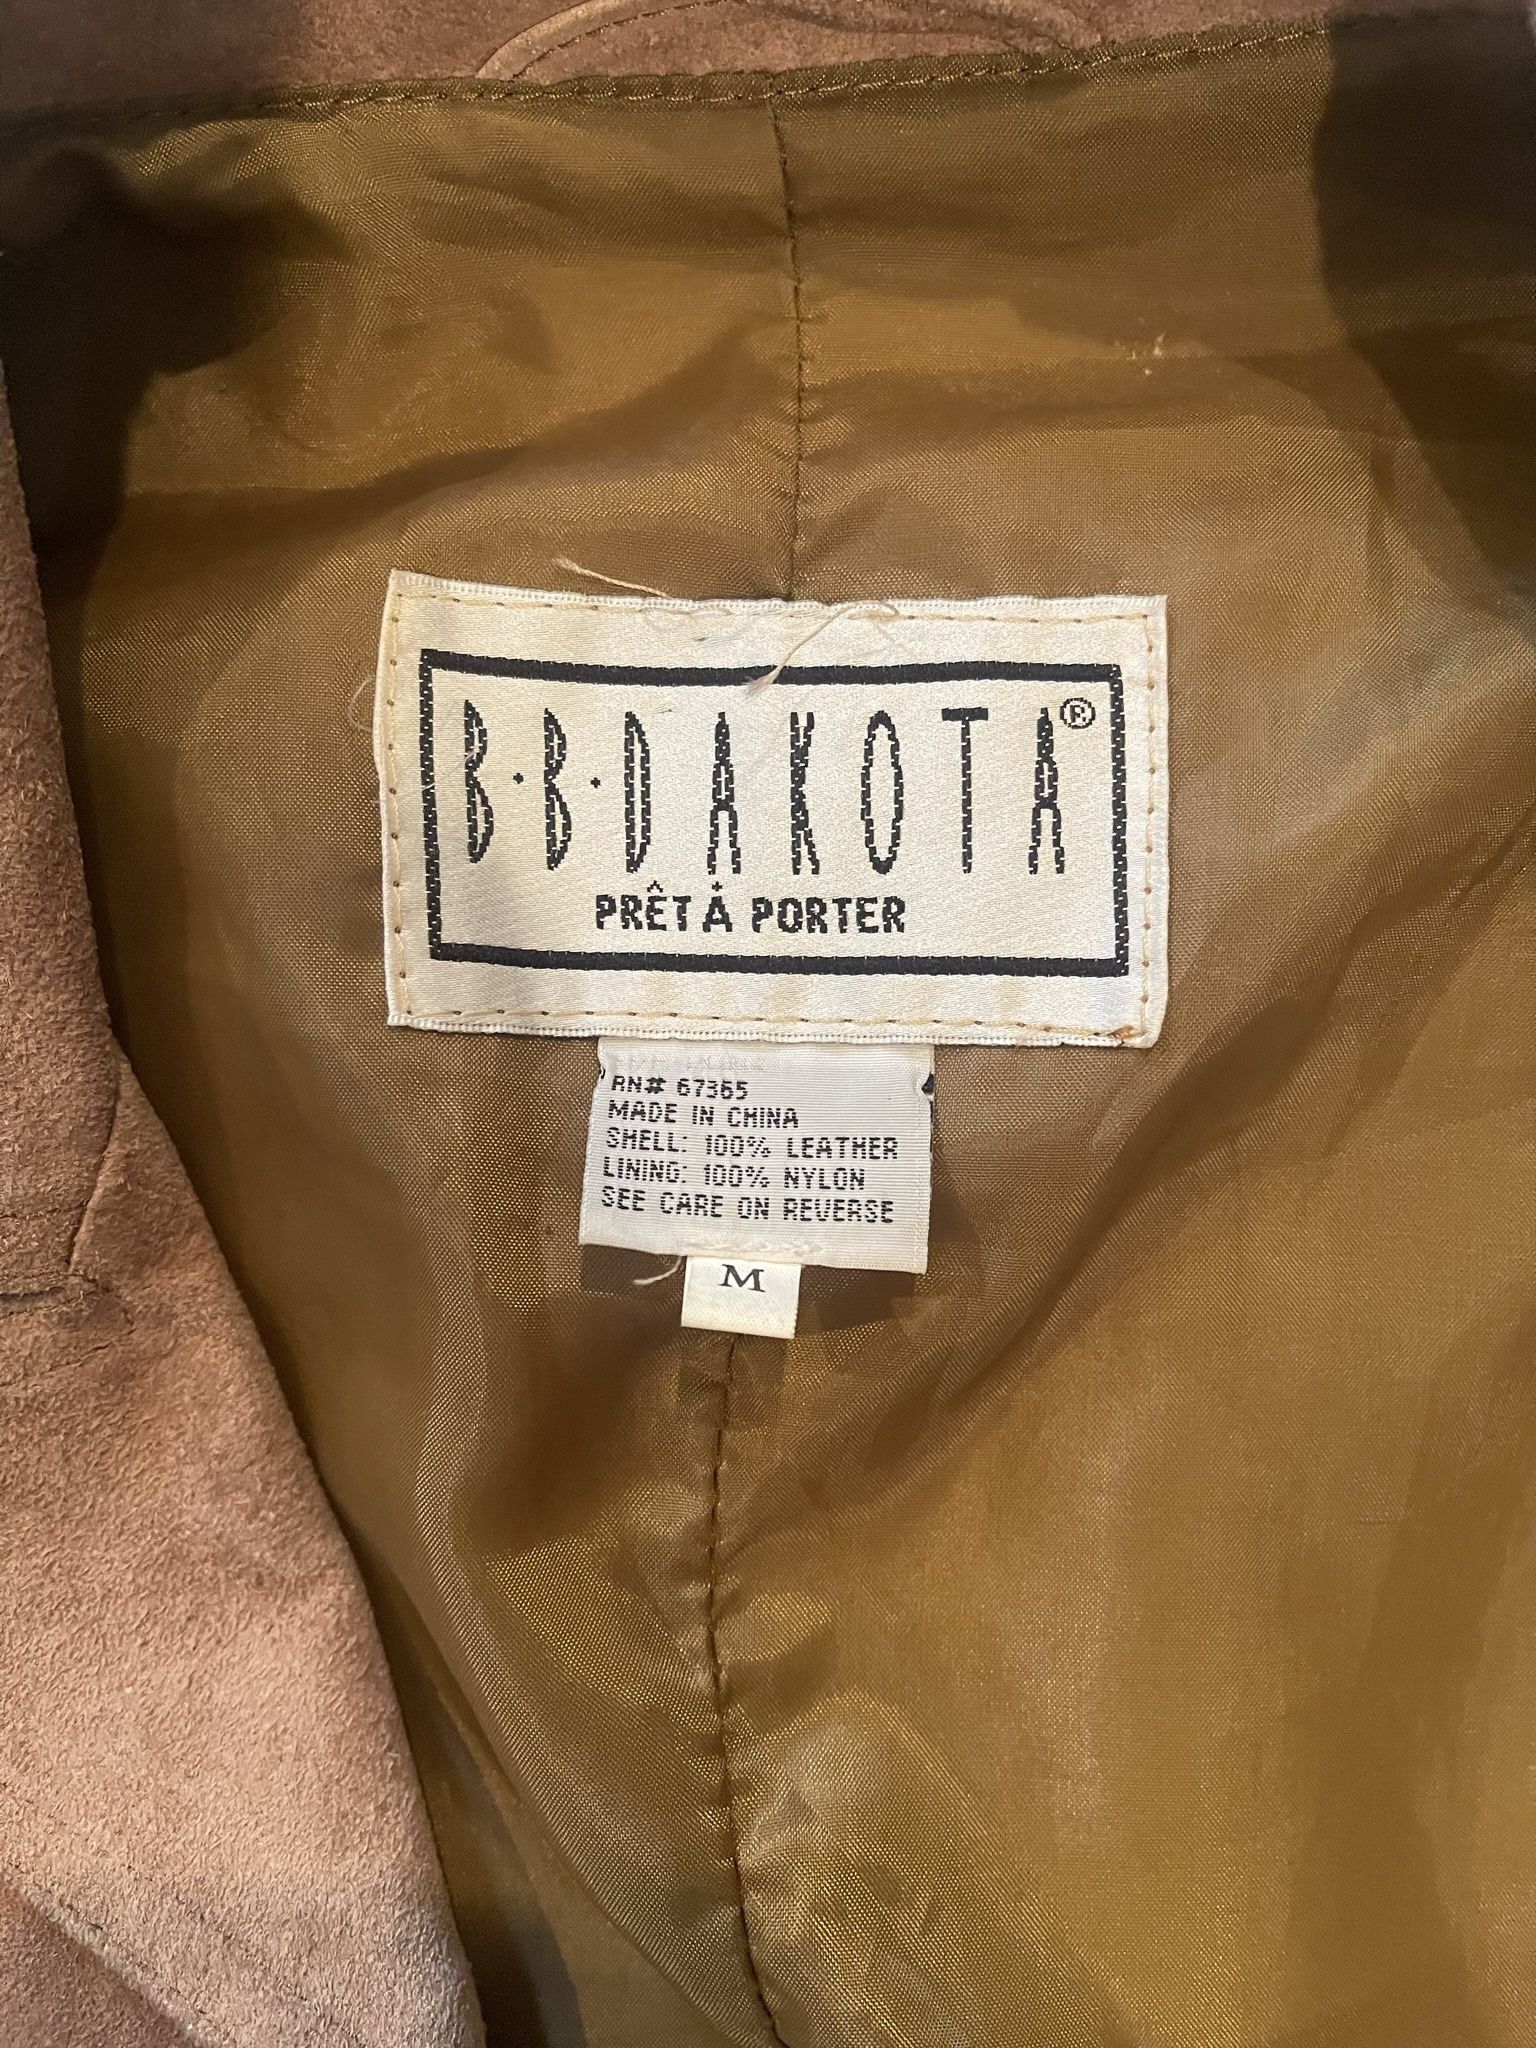 B·B·DAKOTA®
PRÊT À PORTER
RN# 67365
MADE IN CHINA
SHELL: 100% LEATHER
LINING: 100% NYLON
SEE CARE ON REVERSE
M